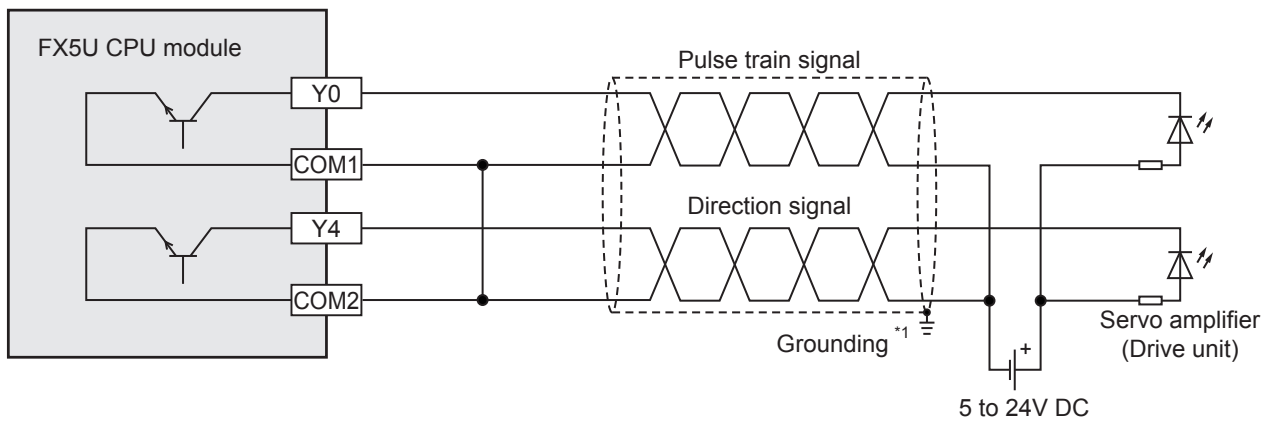 FX5U CPU module
Pulse train signal
Y0
COM1
Direction signal
Y4
COM2
Grounding *1
Servo amplifier
(Drive unit)
+
5 to 24V DC